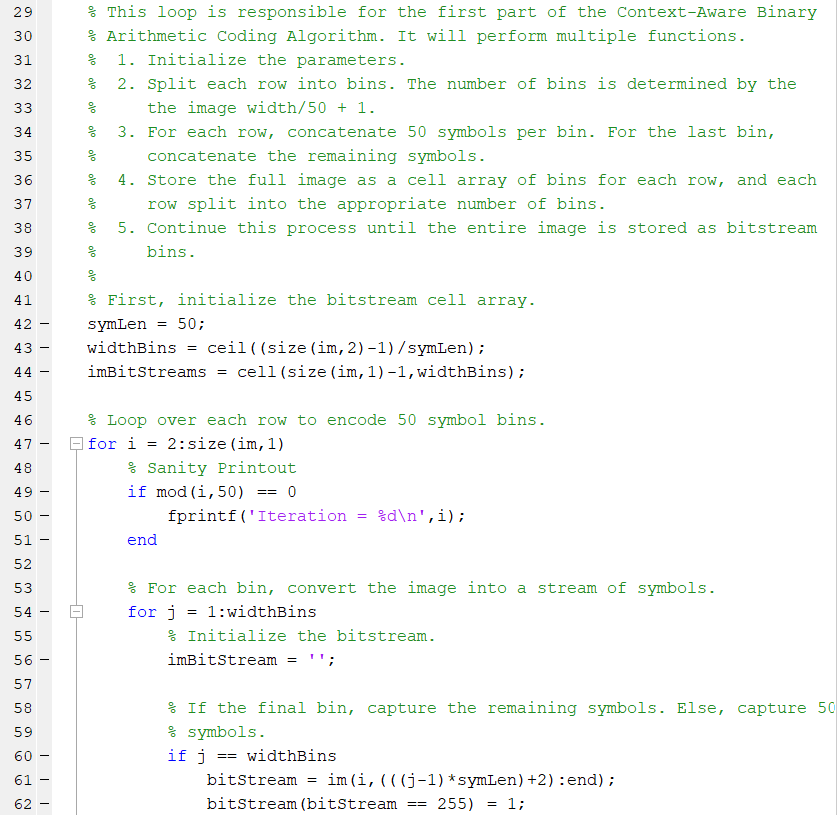 29 % This loop is responsible for the first part of the Context-Aware Binary
30 % Arithmetic Coding Algorithm. It will perform multiple functions.
31 %  1. Initialize the parameters.
32 %  2. Split each row into bins. The number of bins is determined by the
33 %     the image width/50 + 1.
34 %  3. For each row, concatenate 50 symbols per bin. For the last bin,
35 %     concatenate the remaining symbols.
36 %  4. Store the full image as a cell array of bins for each row, and each
37 %     row split into the appropriate number of bins.
38 %  5. Continue this process until the entire image is stored as bitstream
39 %     bins.
40 %
41 % First, initialize the bitstream cell array.
42 – symLen = 50;
43 – widthBins = ceil((size(im,2)-1)/symLen);
44 – imBitStreams = cell(size(im,1)-1,widthBins);
45
46 % Loop over each row to encode 50 symbol bins.
47 – for i = 2:size(im,1)
48     % Sanity Printout
49 –     if mod(i,50) == 0
50 –         fprintf('Iteration = %d\n',i);
51 –     end
52
53     % For each bin, convert the image into a stream of symbols.
54 –     for j = 1:widthBins
55         % Initialize the bitstream.
56 –         imBitStream = '';
57
58         % If the final bin, capture the remaining symbols. Else, capture 50
59         % symbols.
60 –         if j == widthBins
61 –             bitStream = im(i,(((j-1)*symLen)+2):end);
62 –             bitStream(bitStream == 255) = 1;